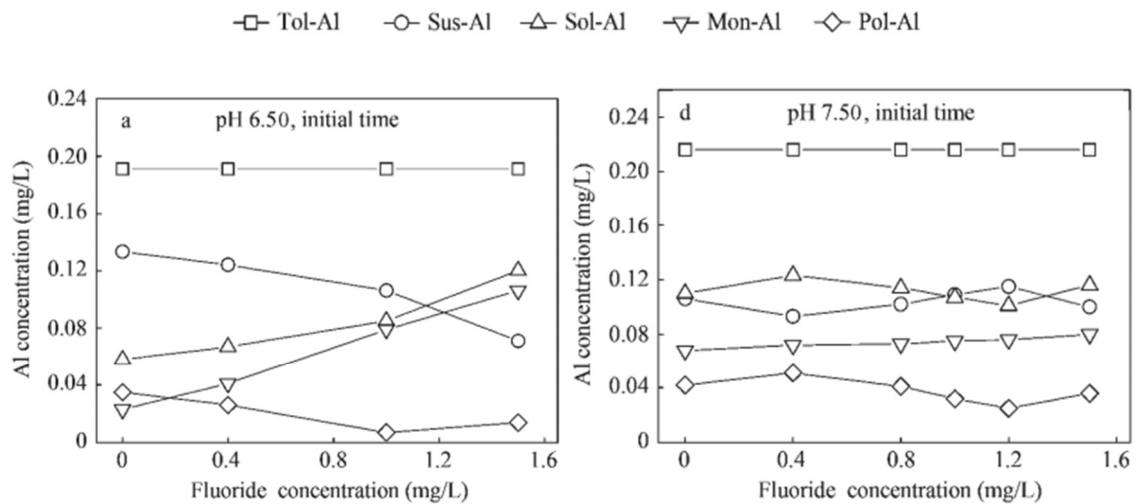 Tol-Al Sus-Al Sol-Al Mon-Al Pol-Al
a pH 6.50, initial time
0.24
0.20
0.16
0.12
0.08
0.04
0
Al concentration (mg/L)
0 0.4 0.8 1.2 1.6
Fluoride concentration (mg/L)
d pH 7.50, initial time
0.24
0.20
0.16
0.12
0.08
0.04
0
Al concentration (mg/L)
0 0.4 0.8 1.2 1.6
Fluoride concentration (mg/L)